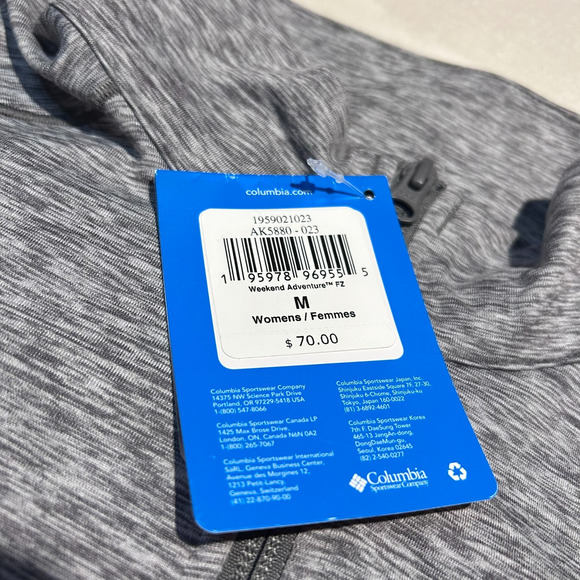 columbia.com
1959021023
AK5880 - 023
1 95978 96955 5
Weekend Adventure™ FZ
M
Womens / Femmes
$ 70.00
Columbia Sportswear Company
14375 NW Science Park Drive
Portland, OR 97229-5418 USA
1-(800) 547-8066
Columbia Sportswear Canada LP
1425 Max Brose Drive,
London, ON, Canada N6N 0A2
1-(800) 265-7067
Columbia Sportswear International
SaRL, Geneva Business Center,
Avenue des Morgines 12,
1213 Petit-Lancy,
Geneva, Switzerland
(41) 22-870-90-00
Columbia Sportswear Japan, Inc.
Shinjuku Eastside Square 19, 27-30,
Shinjuku 6-Chome, Shinjuku-ku
Tokyo, Japan 160-0022
(81) 3-6892-4601
Columbia Sportswear Korea
7th F. DaeSung Tower
465-13 JangAn-dong,
DongDaeMun-gu,
Seoul, Korea 02645
(82) 2-540-0277
Columbia
Sportswear Company